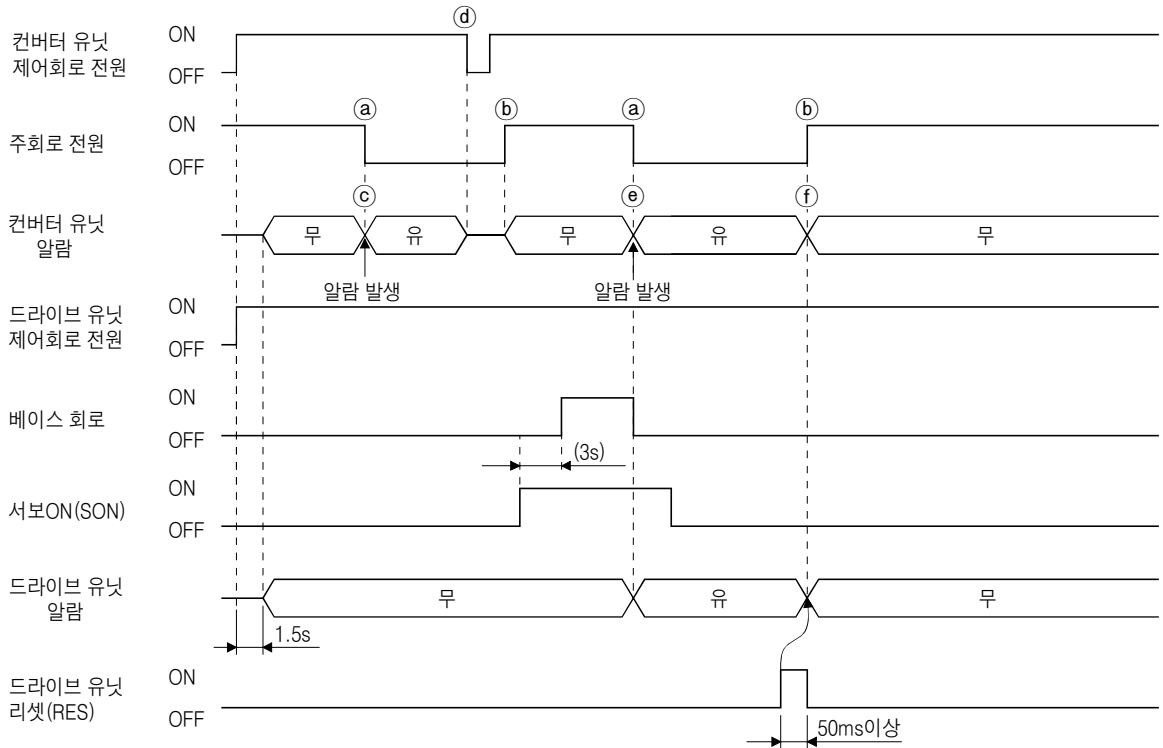 ⓓ
컨버터 유닛
제어회로 전원
ON
OFF
ⓐ ⓑ ⓐ ⓑ
주회로 전원
ON
OFF
ⓒ ⓔ ⓕ
컨버터 유닛
알람
무 유 무 유 무
알람 발생 알람 발생
드라이브 유닛
제어회로 전원
ON
OFF
베이스 회로
ON
OFF
(3s)
서보ON(SON)
ON
OFF
드라이브 유닛
알람
무 유 무
1.5s
드라이브 유닛
리셋(RES)
ON
OFF
50ms이상